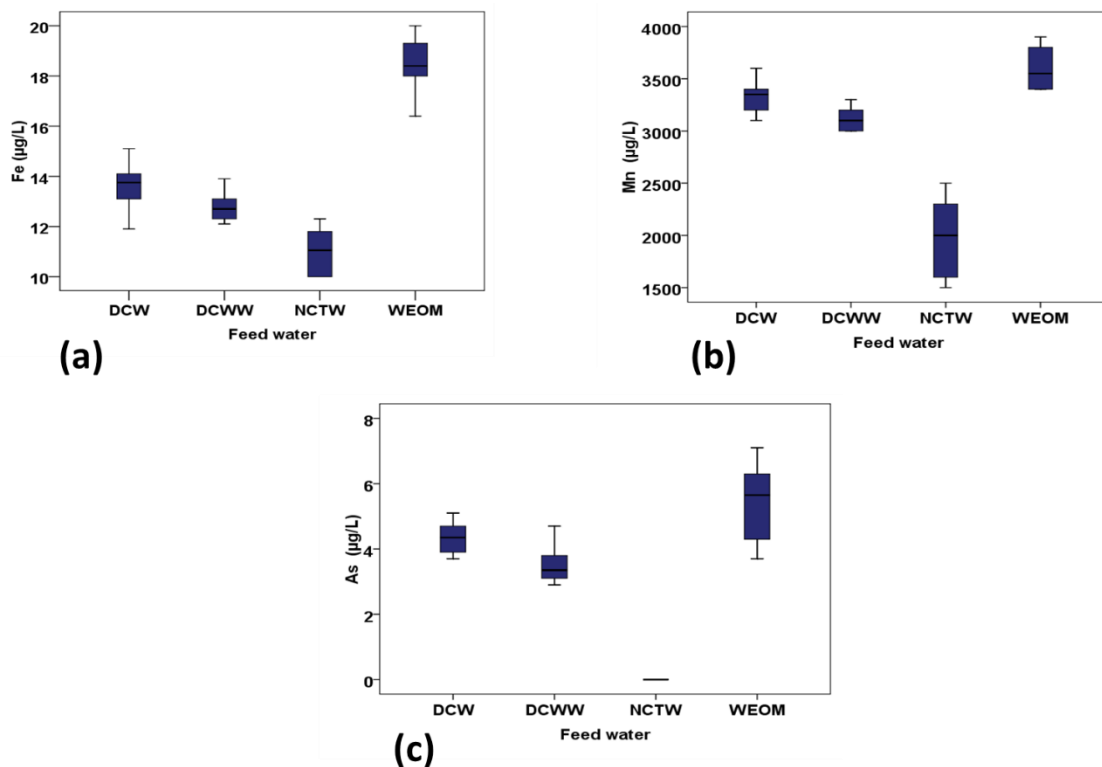 20
18
16
14
12
10
Fe (µg/L)
DCW DCWW NCTW WEOM
Feed water
(a)
4000
3500
3000
2500
2000
1500
Mn (µg/L)
DCW DCWW NCTW WEOM
Feed water
(b)
8
6
4
2
0
As (µg/L)
DCW DCWW NCTW WEOM
Feed water
(c)